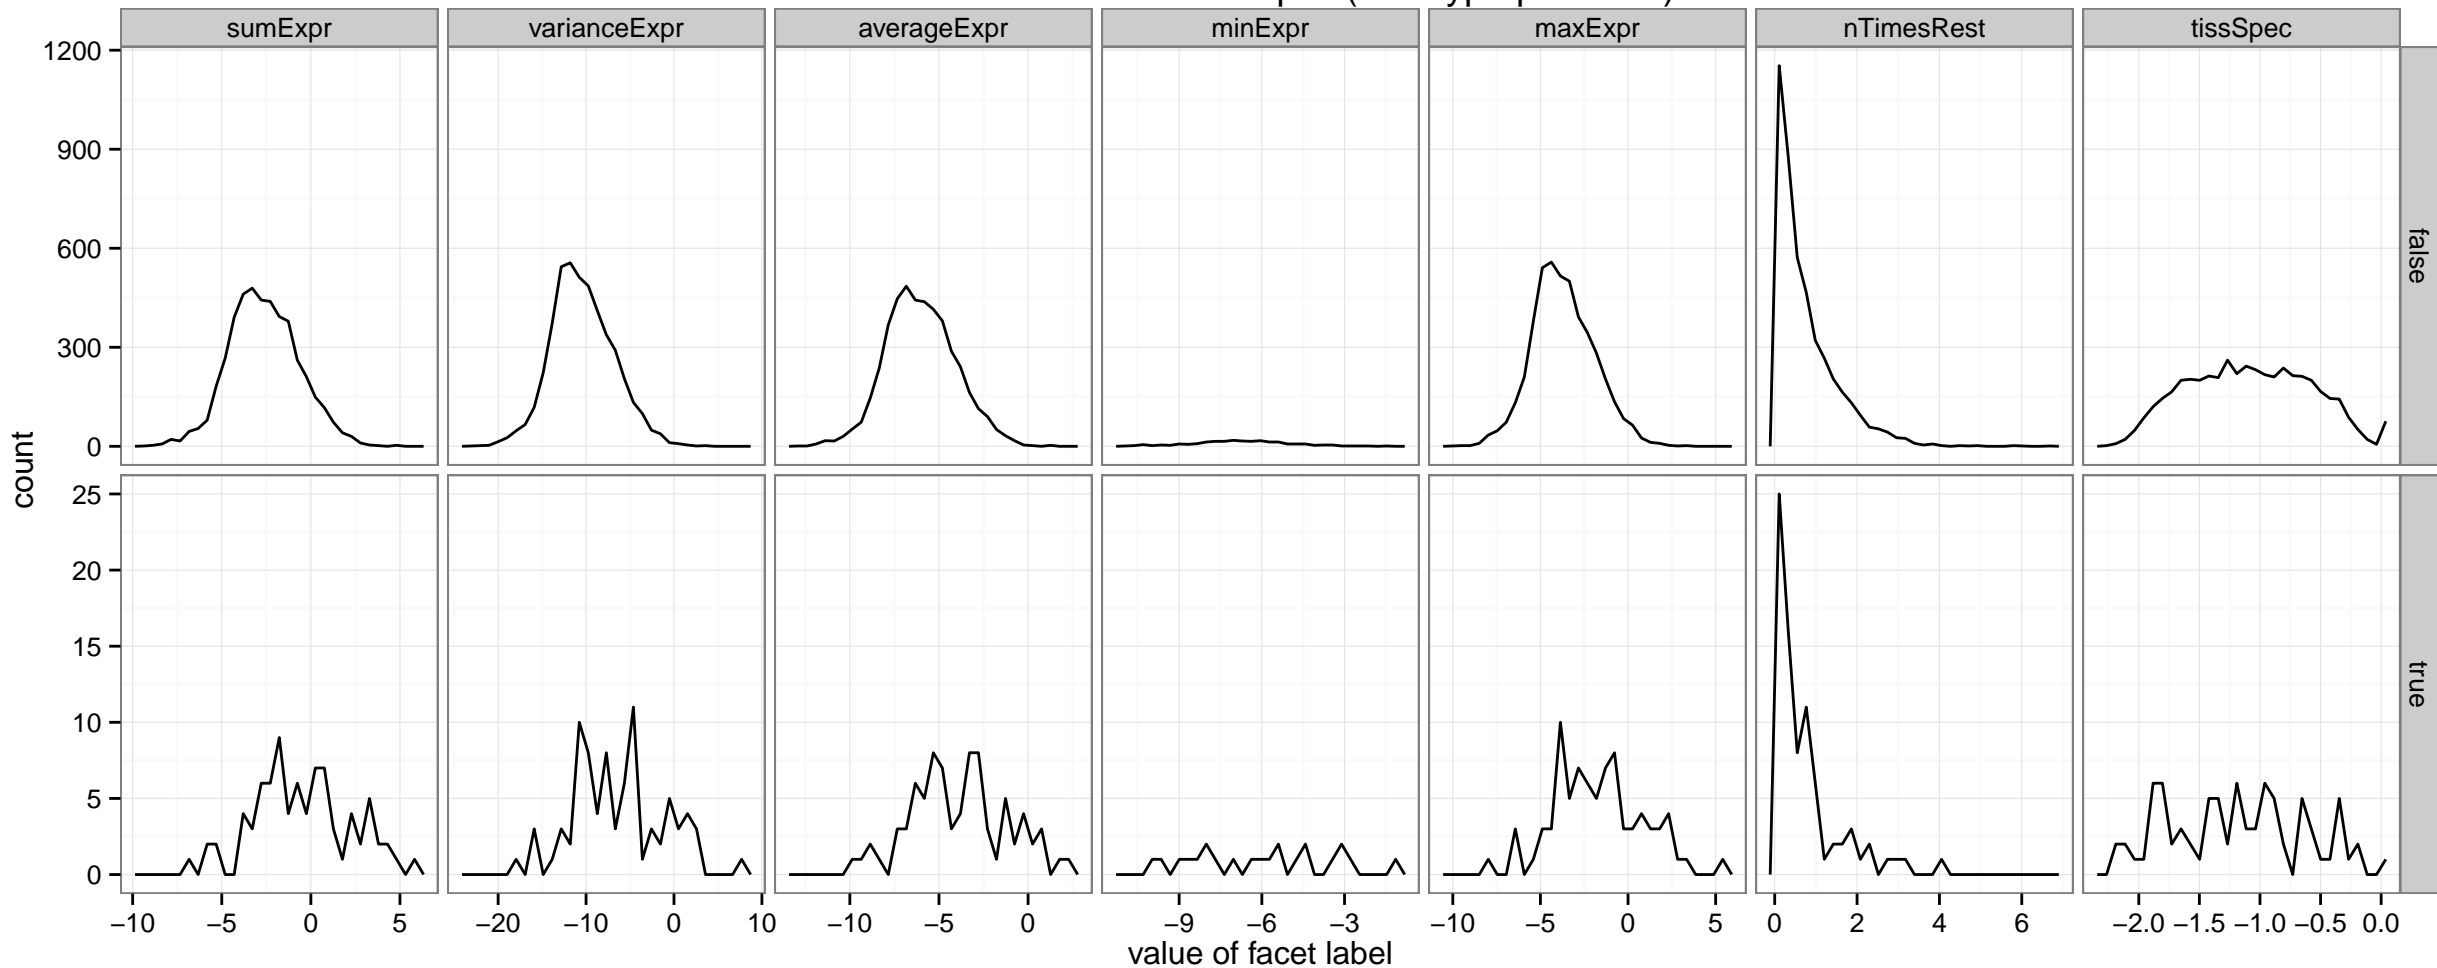 sumExpr varianceExpr averageExpr minExpr maxExpr nTimesRest tissSpec
1200
900
600
300
0
false
count
25
20
15
10
5
0
true
−10 −5 0 5 −20 −10 0 10 −10 −5 0 −9 −6 −3 −10 −5 0 5 0 2 4 6 −2.0 −1.5 −1.0 −0.5 0.0
value of facet label